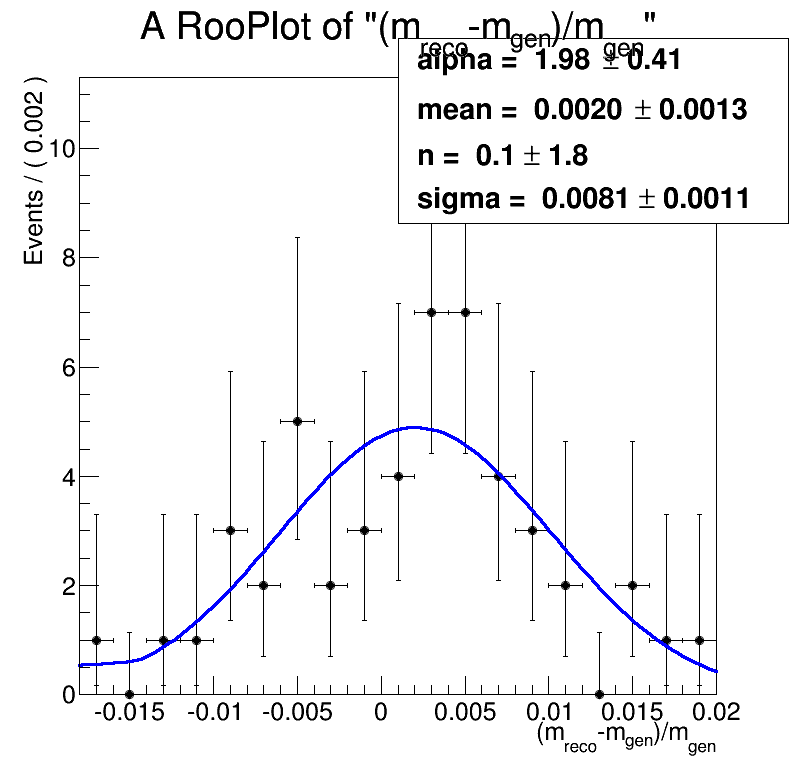 A RooPlot of "(m_reco-m_gen)/m_gen"
alpha = 1.98 ± 0.41
mean = 0.0020 ± 0.0013
n = 0.1 ± 1.8
sigma = 0.0081 ± 0.0011
Events / ( 0.002 )
10
8
6
4
2
0
-0.015 -0.01 -0.005 0 0.005 0.01 0.015 0.02
(m_reco-m_gen)/m_gen